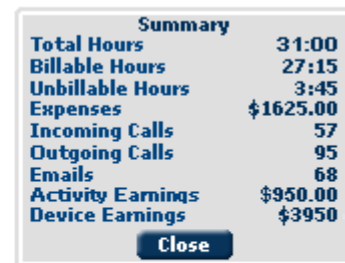 Summary
Total Hours 31:00
Billable Hours 27:15
Unbillable Hours 3:45
Expenses $1625.00
Incoming Calls 57
Outgoing Calls 95
Emails 68
Activity Earnings $950.00
Device Earnings $3950
Close